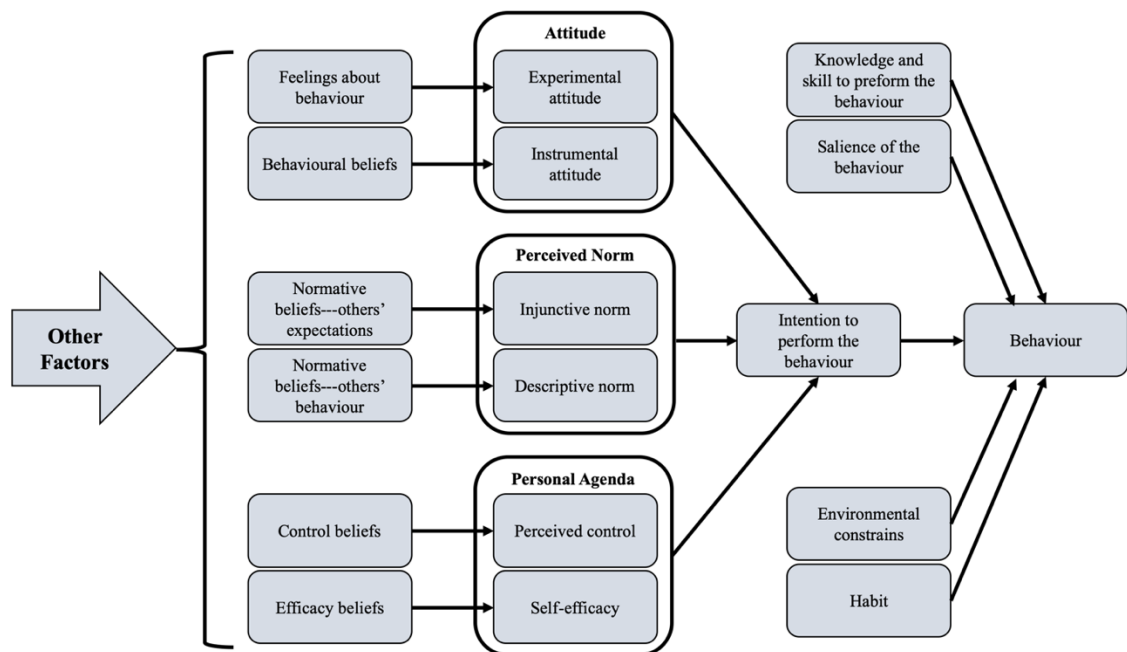 Other
Factors
Feelings about
behaviour
Behavioural beliefs
Normative
beliefs---others’
expectations
Normative
beliefs---others’
behaviour
Control beliefs
Efficacy beliefs
Attitude
Experimental
attitude
Instrumental
attitude
Perceived Norm
Injunctive norm
Descriptive norm
Personal Agenda
Perceived control
Self-efficacy
Intention to
perform the
behaviour
Knowledge and
skill to preform the
behaviour
Salience of the
behaviour
Behaviour
Environmental
constrains
Habit